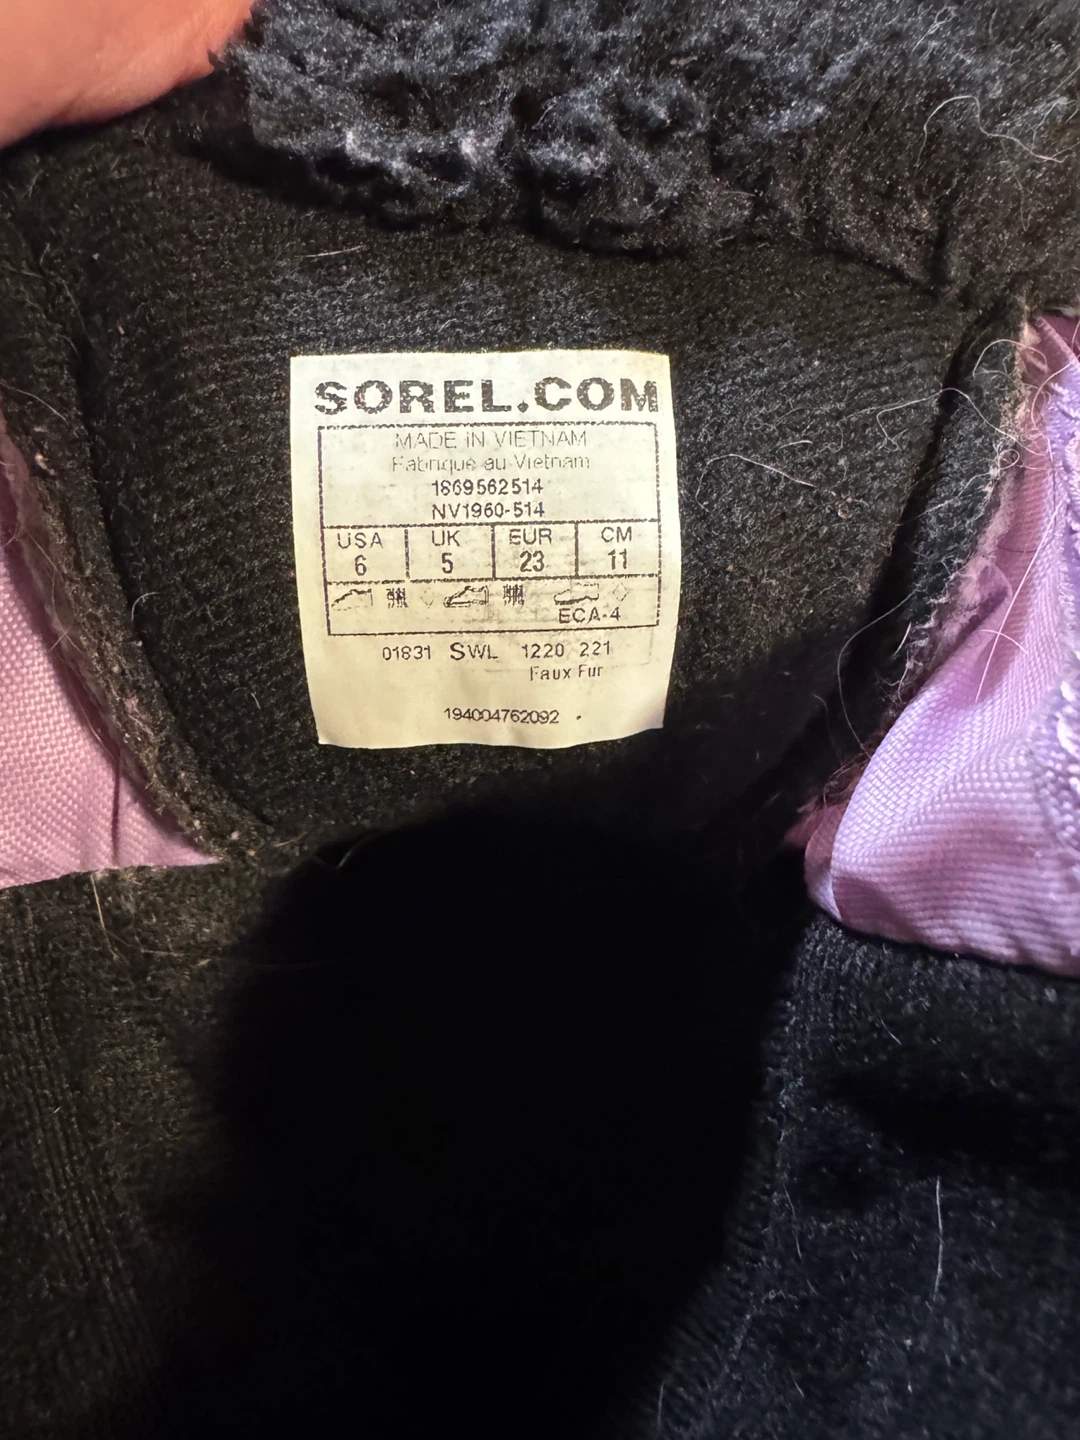 SOREL.COM
MADE IN VIETNAM
Fabrique au Vietnam
1869562514
NV1960-514
USA UK EUR CM
6 5 23 11
ECA-4
01831 SWL 1220 221
Faux Fur
194004762092